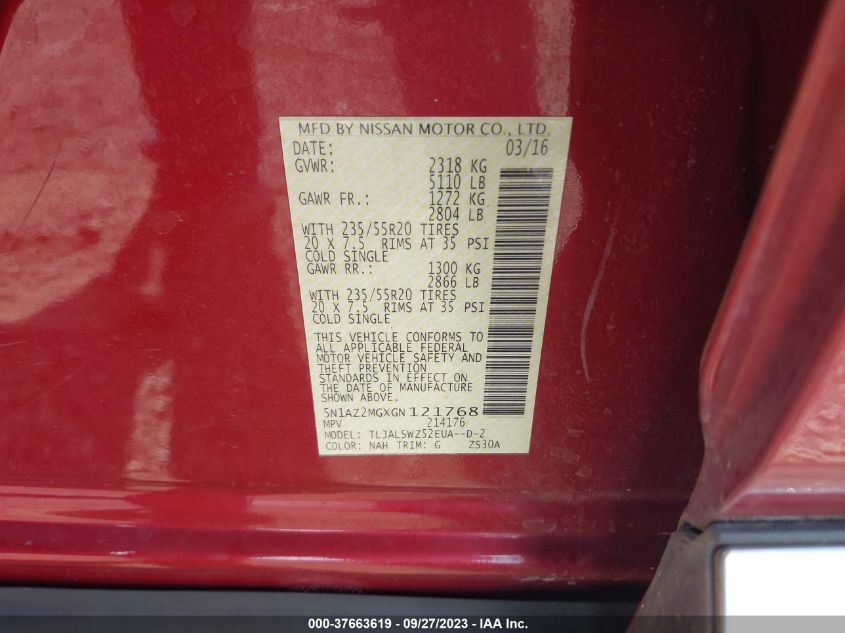 MFD BY NISSAN MOTOR CO., LTD.
DATE: 03/16
GVWR: 2318 KG
5110 LB
GAWR FR.: 1272 KG
2804 LB
WITH 235/55R20 TIRES
20 X 7.5 RIMS AT 35 PSI
COLD SINGLE
GAWR RR.: 1300 KG
2866 LB
WITH 235/55R20 TIRES
20 X 7.5 RIMS AT 35 PSI
COLD SINGLE
THIS VEHICLE CONFORMS TO
ALL APPLICABLE FEDERAL
MOTOR VEHICLE SAFETY AND
THEFT PREVENTION
STANDARDS IN EFFECT ON
THE DATE OF MANUFACTURE
SHOWN ABOVE.
5N1AZ2MGXGN121768
MPV 214176
MODEL: TLJALSWZ52EUA--D-2
COLOR: NAH TRIM: G ZS30A
000-37663619 - 09/27/2023 - IAA Inc.